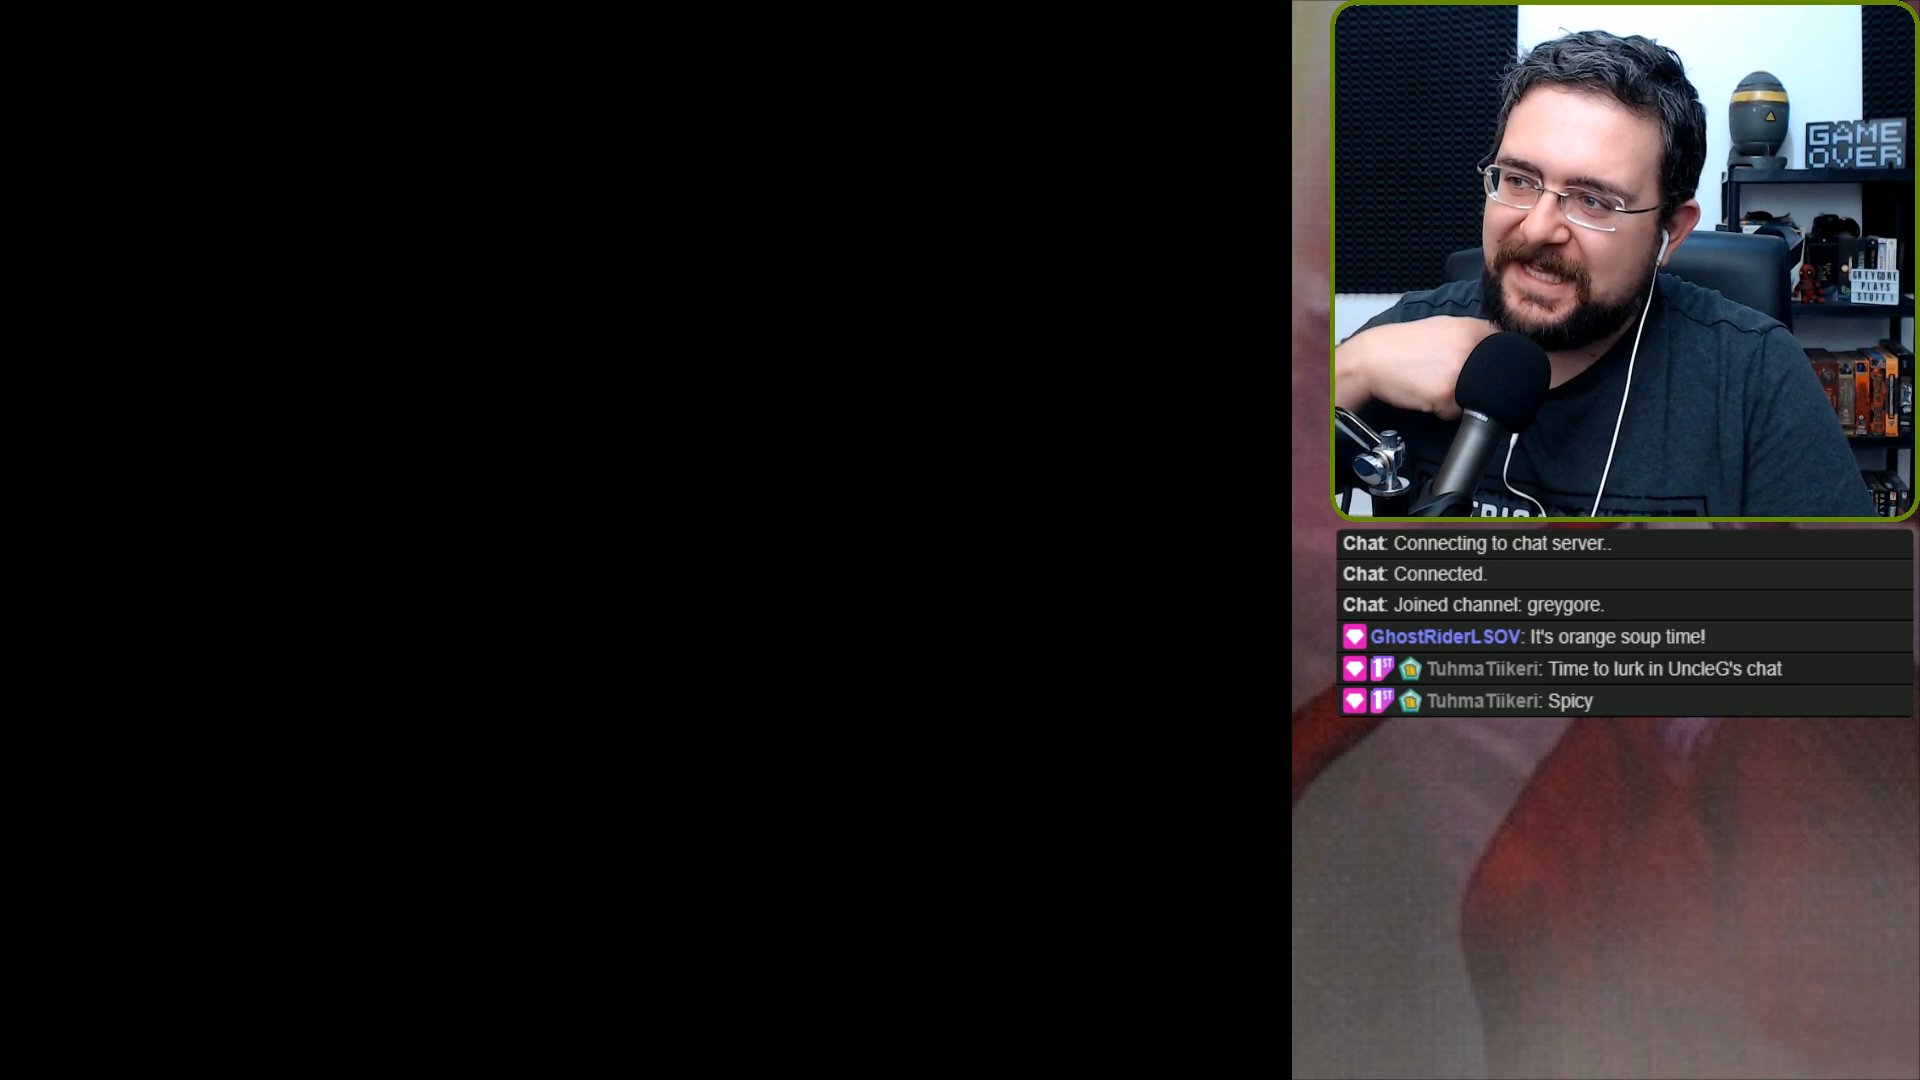 GAME
OVER
GREYGORE
PLAYS
STUFF!
Chat: Connecting to chat server..
Chat: Connected.
Chat: Joined channel: greygore.
GhostRiderLSOV: It's orange soup time!
1ST TuhmaTiikeri: Time to lurk in UncleG's chat
1ST TuhmaTiikeri: Spicy